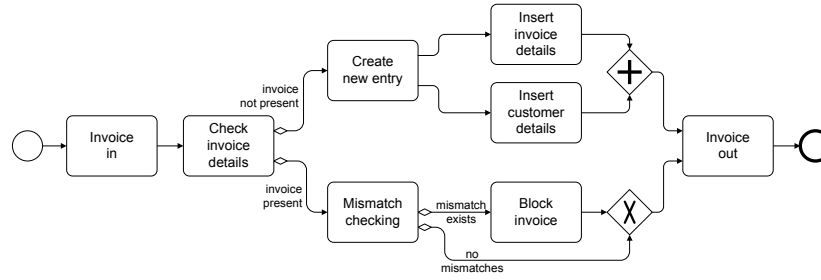 Invoice
in
Check
invoice
details
invoice
not present
invoice
present
Create
new entry
Insert
invoice
details
Insert
customer
details
Mismatch
checking
mismatch
exists
no
mismatches
Block
invoice
Invoice
out